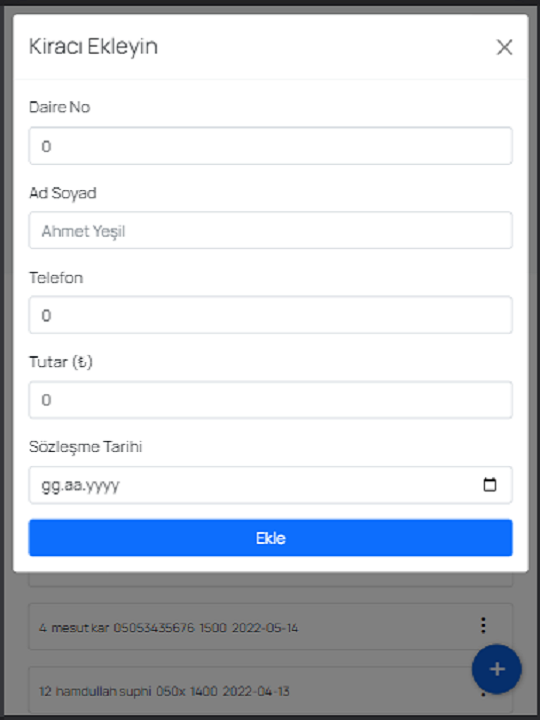 Kiracı Ekleyin
Daire No
0
Ad Soyad
Ahmet Yeşil
Telefon
0
Tutar (₺)
0
Sözleşme Tarihi
gg.aa.yyyy
Ekle
4 mesut kar 05053435676 1500 2022-05-14
12 hamdullah suphi 050x 1400 2022-04-13